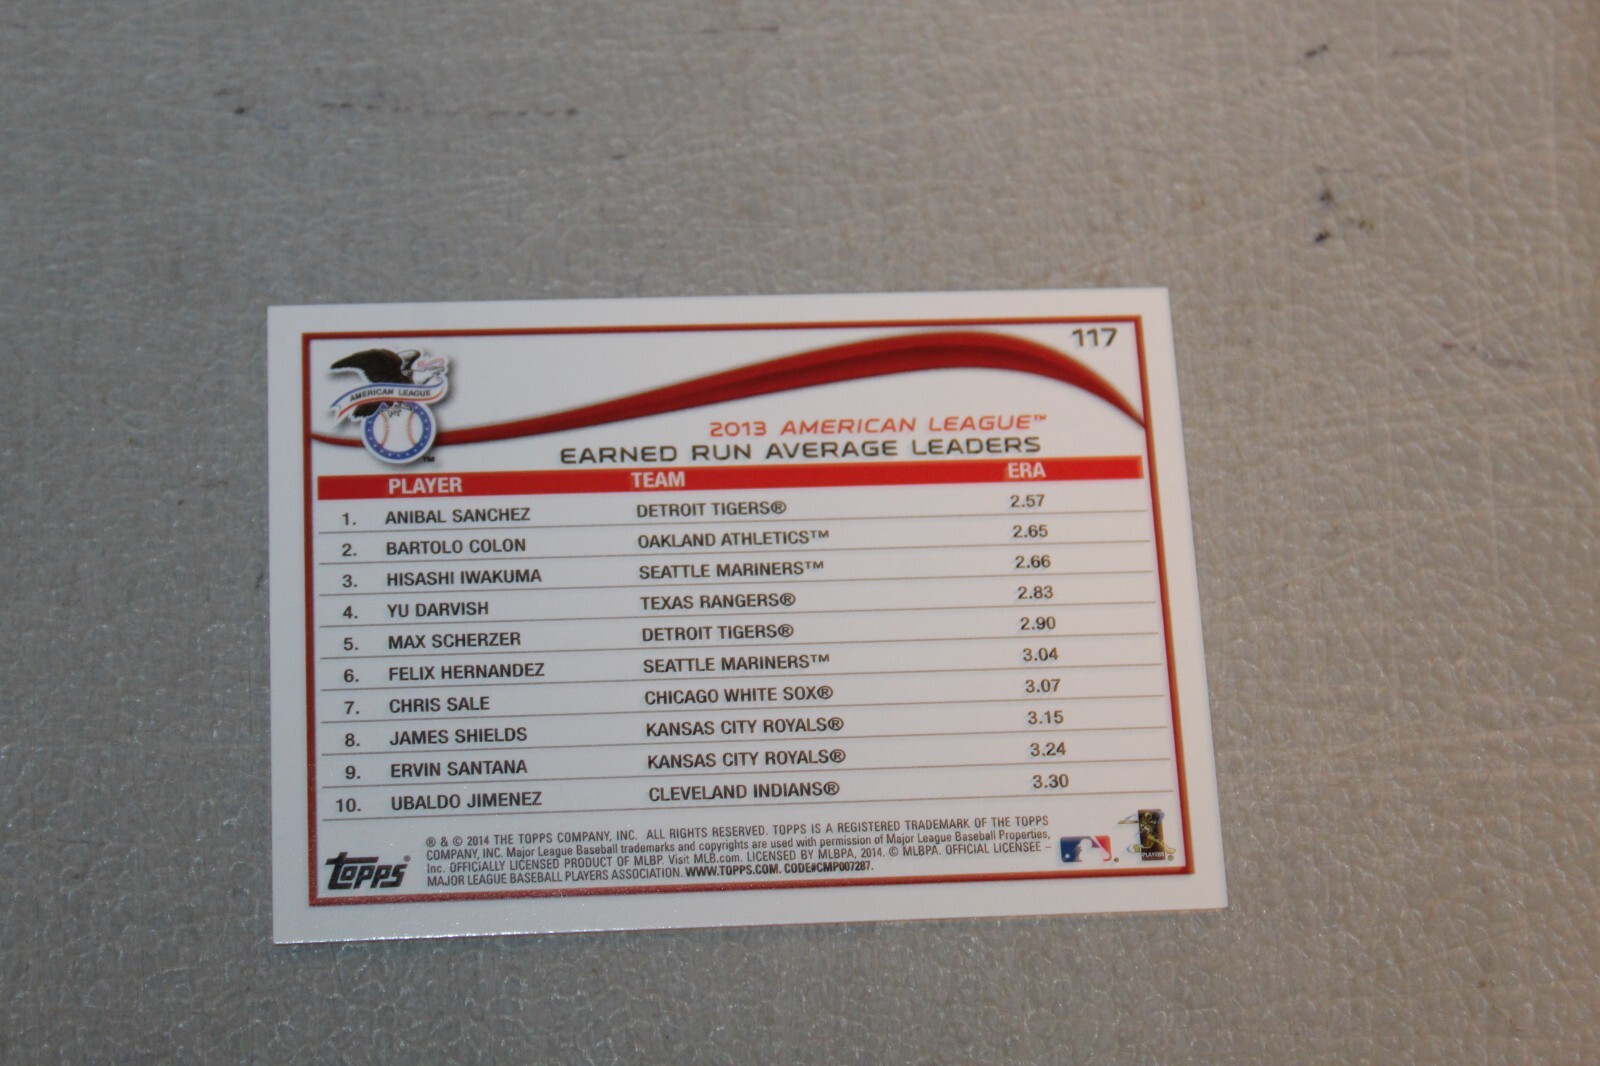 117
AMERICAN LEAGUE
TM
2013 AMERICAN LEAGUE™
EARNED RUN AVERAGE LEADERS
PLAYER TEAM ERA
1. ANIBAL SANCHEZ DETROIT TIGERS® 2.57
2. BARTOLO COLON OAKLAND ATHLETICS™ 2.65
3. HISASHI IWAKUMA SEATTLE MARINERS™ 2.66
4. YU DARVISH TEXAS RANGERS® 2.83
5. MAX SCHERZER DETROIT TIGERS® 2.90
6. FELIX HERNANDEZ SEATTLE MARINERS™ 3.04
7. CHRIS SALE CHICAGO WHITE SOX® 3.07
8. JAMES SHIELDS KANSAS CITY ROYALS® 3.15
9. ERVIN SANTANA KANSAS CITY ROYALS® 3.24
10. UBALDO JIMENEZ CLEVELAND INDIANS® 3.30
Topps®
® & © 2014 THE TOPPS COMPANY, INC. ALL RIGHTS RESERVED. TOPPS IS A REGISTERED TRADEMARK OF THE TOPPS
COMPANY, INC. Major League Baseball trademarks and copyrights are used with permission of Major League Baseball Properties,
Inc. OFFICIALLY LICENSED PRODUCT OF MLBP. Visit MLB.com. LICENSED BY MLBPA, 2014. © MLBPA. OFFICIAL LICENSEE –
MAJOR LEAGUE BASEBALL PLAYERS ASSOCIATION. WWW.TOPPS.COM. CODE#CMP007287.
PLAYERS